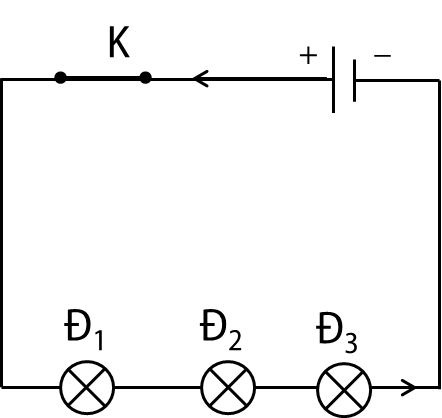 K
+ −
Đ1 Đ2 Đ3